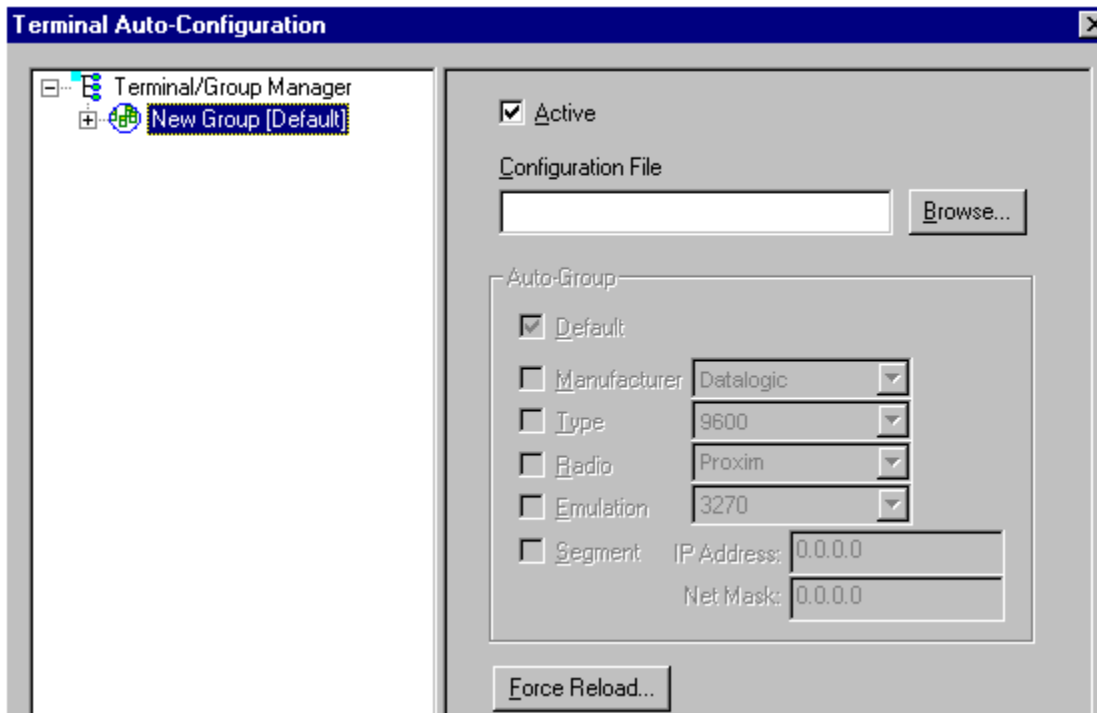 Terminal Auto-Configuration
Terminal/Group Manager
New Group [Default]
Active
Configuration File
Browse...
Auto-Group
Default
Manufacturer Datalogic
Type 9600
Radio Proxim
Emulation 3270
Segment IP Address: 0.0.0.0
Net Mask: 0.0.0.0
Force Reload...